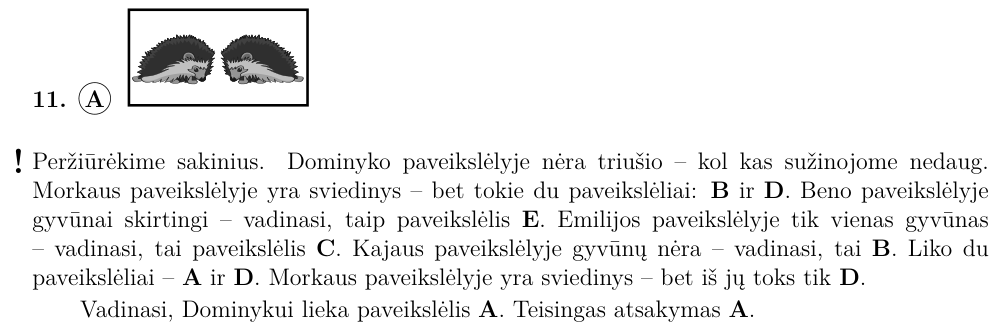 11. A
! Peržiūrėkime sakinius. Dominyko paveikslėlyje nėra triušio – kol kas sužinojome nedaug.
Morkaus paveikslėlyje yra sviedinys – bet tokie du paveikslėliai: B ir D. Beno paveikslėlyje
gyvūnai skirtingi – vadinasi, taip paveikslėlis E. Emilijos paveikslėlyje tik vienas gyvūnas
– vadinasi, tai paveikslėlis C. Kajaus paveikslėlyje gyvūnų nėra – vadinasi, tai B. Liko du
paveikslėliai – A ir D. Morkaus paveikslėlyje yra sviedinys – bet iš jų toks tik D.
Vadinasi, Dominykui lieka paveikslėlis A. Teisingas atsakymas A.